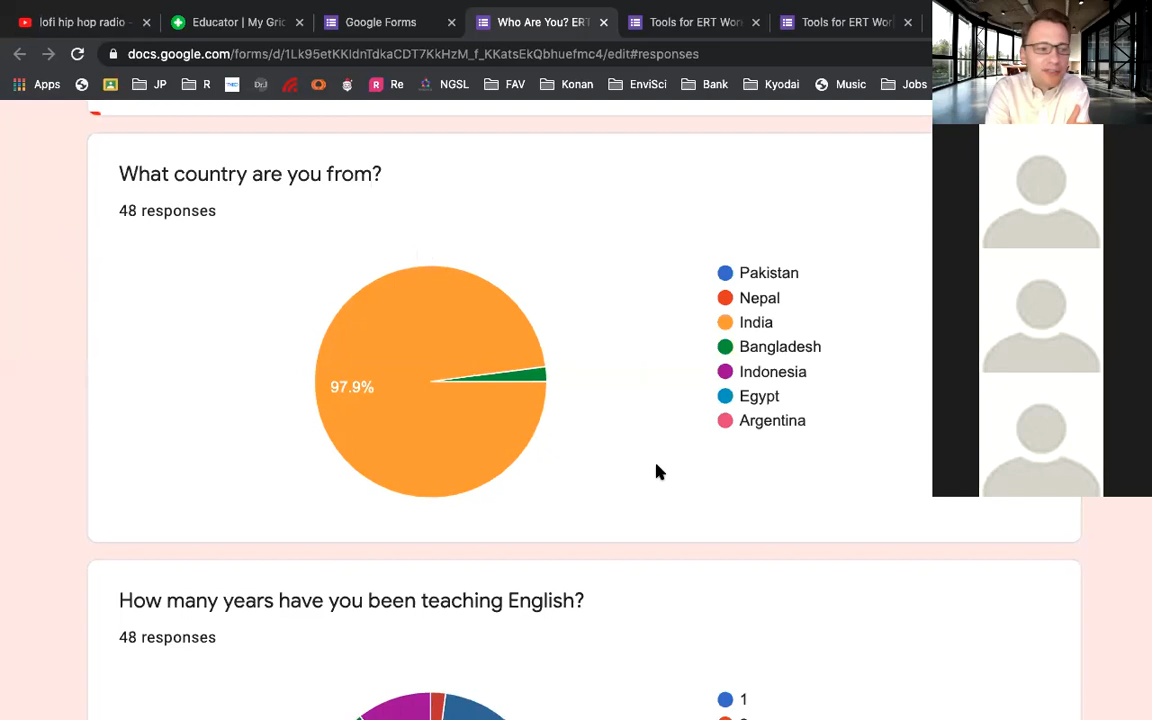 lofi hip hop radio -
Educator | My Gri
Google Forms
Who Are You? ERT
Tools for ERT Wor
Tools for ERT Worl
docs.google.com/forms/d/1Lk95etKKldnTdkaCDT7KkHzM_f_KKatsEkQbhuefmc4/edit#responses
Apps
JP
R
Re
NGSL
FAV
Konan
EnviSci
Bank
Kyodai
Music
Jobs
What country are you from?
48 responses
97.9%
Pakistan
Nepal
India
Bangladesh
Indonesia
Egypt
Argentina
How many years have you been teaching English?
48 responses
1